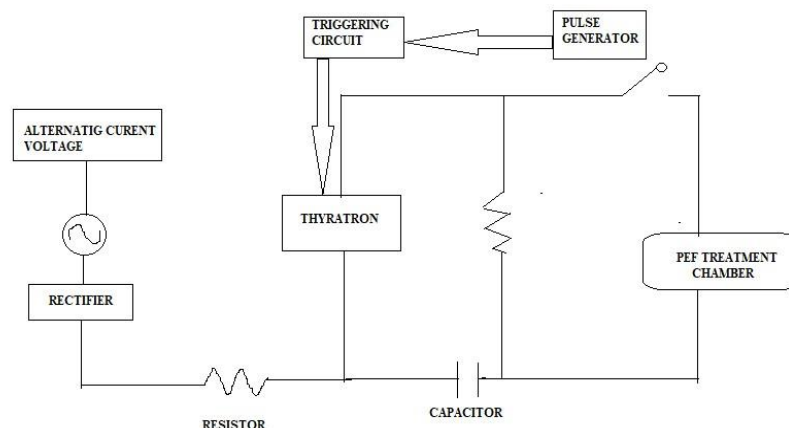 TRIGGERING
CIRCUIT
PULSE
GENERATOR
ALTERNATIG CURENT
VOLTAGE
THYRATRON
RECTIFIER
PEF TREATMENT
CHAMBER
RESISTOR
CAPACITOR